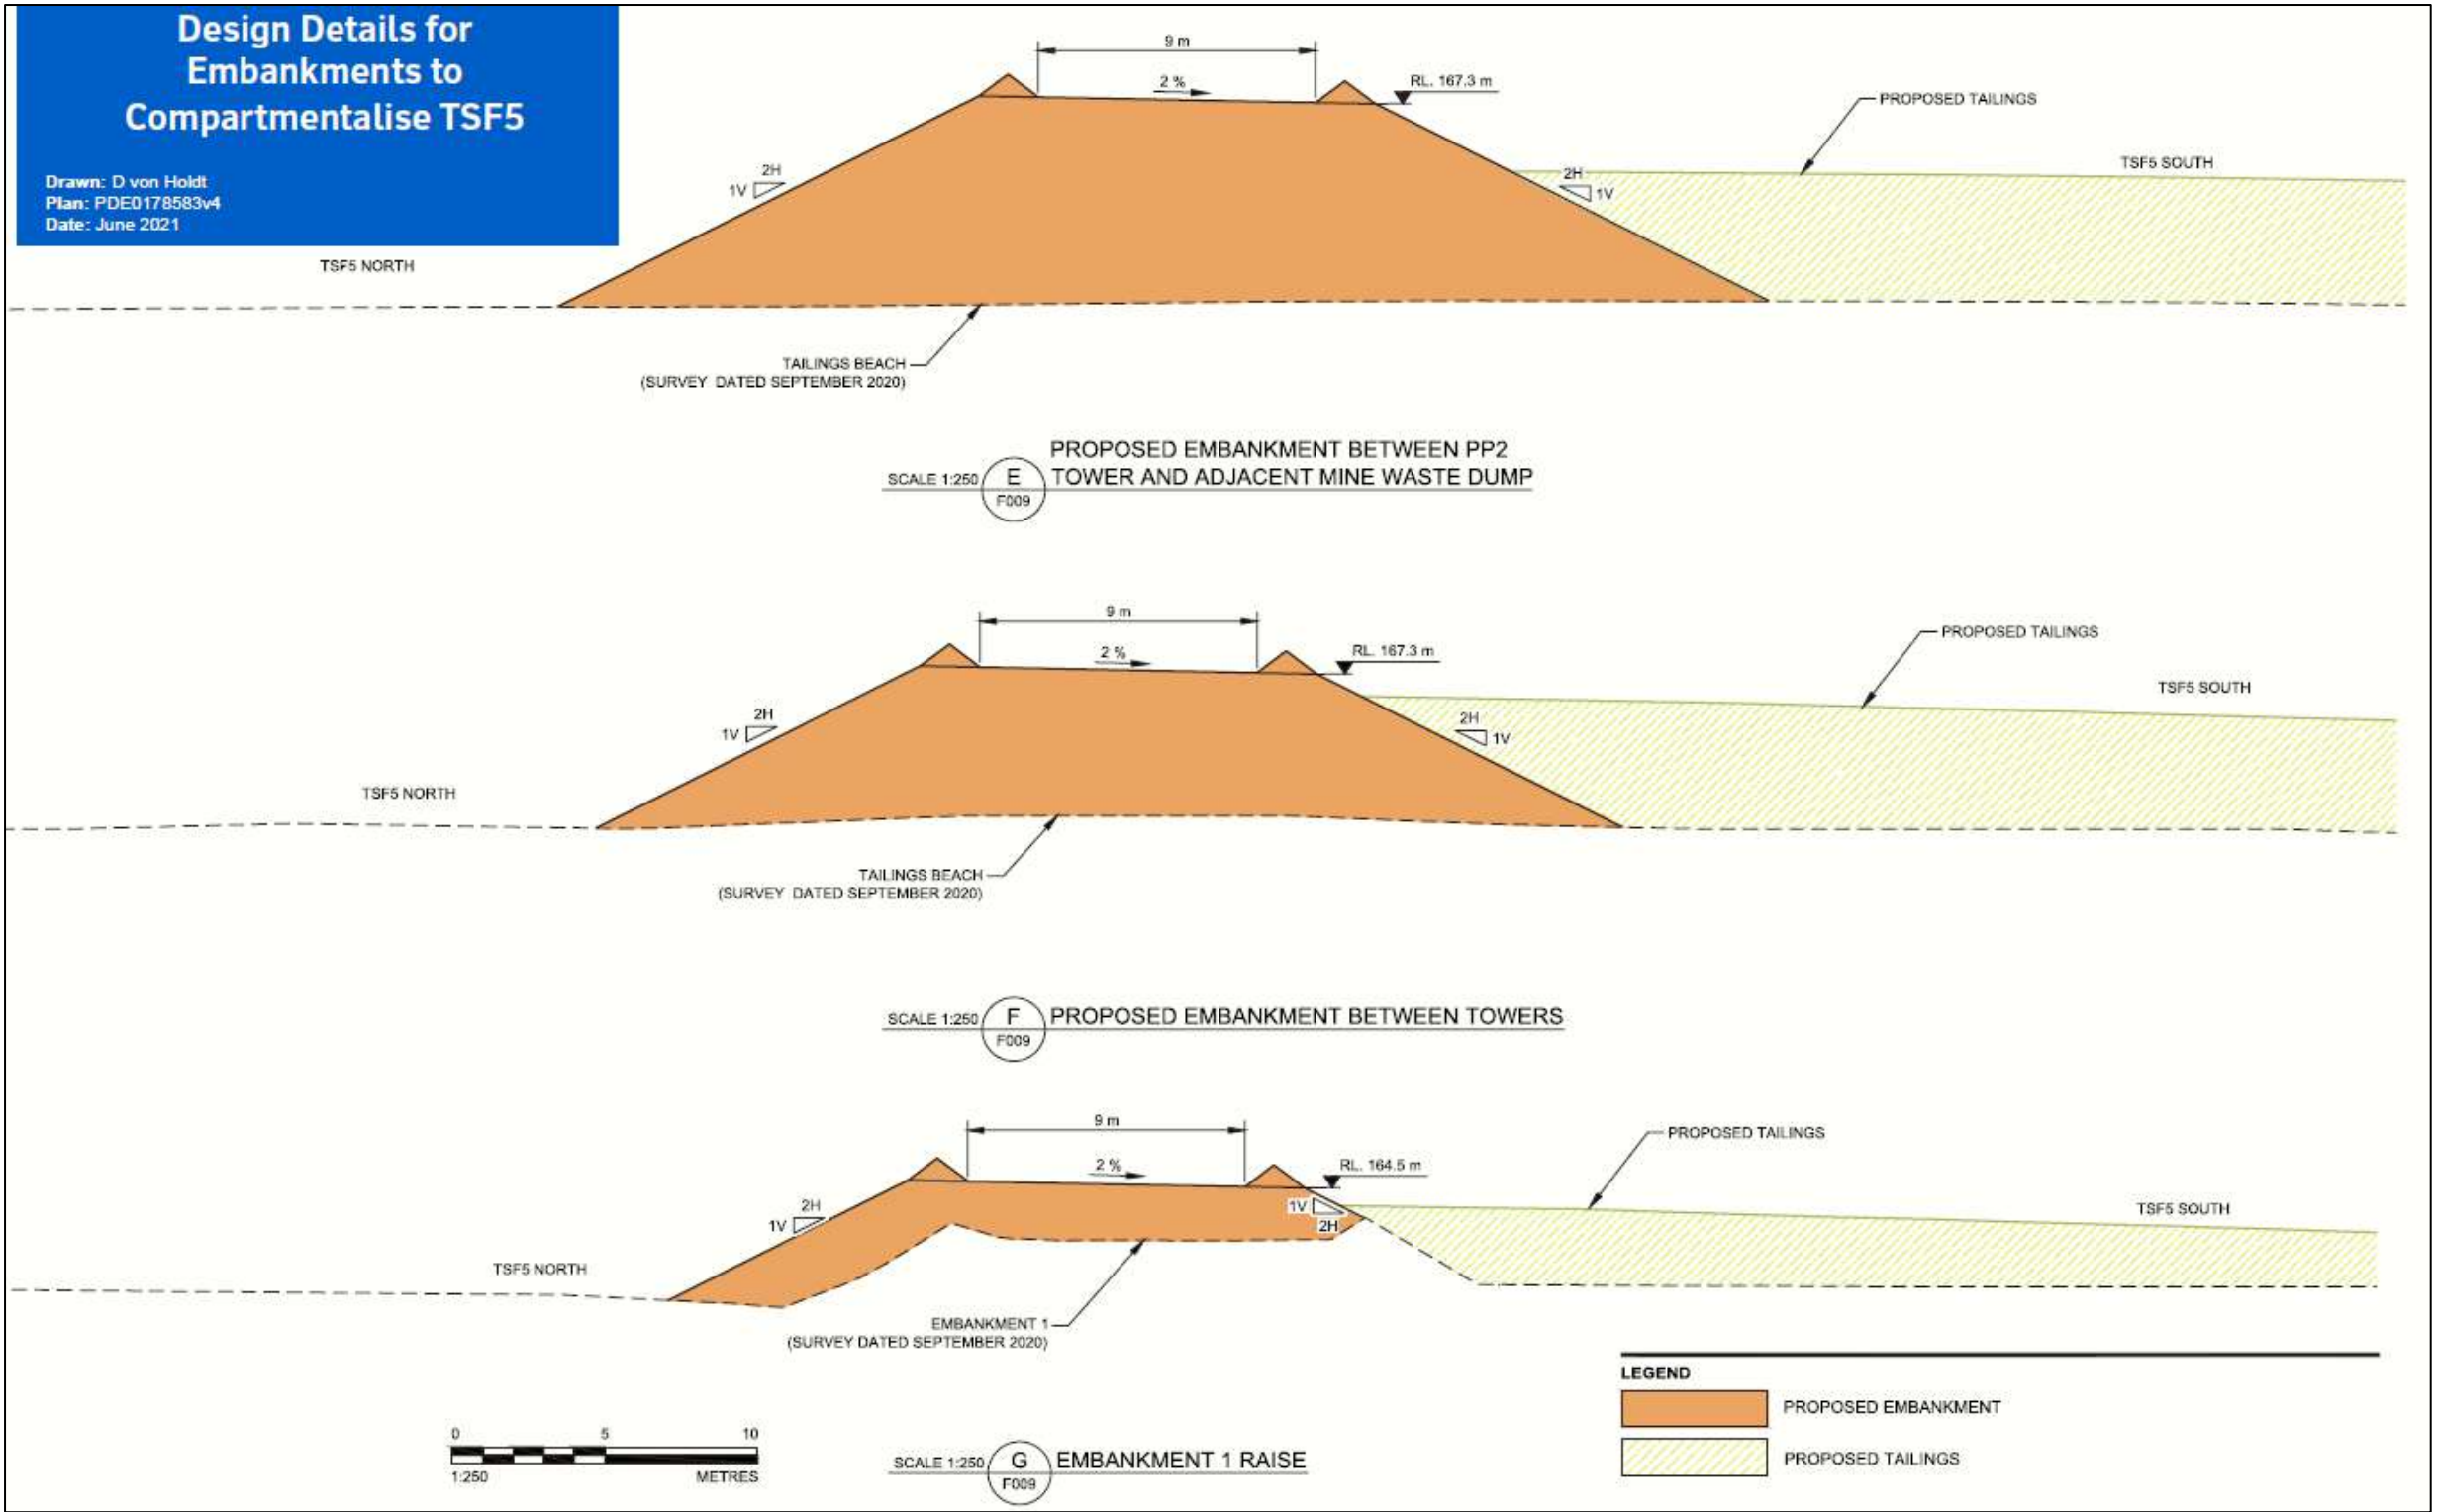 Design Details for
Embankments to
Compartmentalise TSF5
Drawn: D von Holdt
Plan: PDE0178583v4
Date: June 2021
9 m
2 %
RL. 167.3 m
PROPOSED TAILINGS
TSF5 SOUTH
2H
1V
2H
1V
TSF5 NORTH
TAILINGS BEACH
(SURVEY DATED SEPTEMBER 2020)
SCALE 1:250
E
F009
PROPOSED EMBANKMENT BETWEEN PP2
TOWER AND ADJACENT MINE WASTE DUMP
9 m
2 %
RL. 167.3 m
PROPOSED TAILINGS
TSF5 SOUTH
2H
1V
2H
1V
TSF5 NORTH
TAILINGS BEACH
(SURVEY DATED SEPTEMBER 2020)
SCALE 1:250
F
F009
PROPOSED EMBANKMENT BETWEEN TOWERS
9 m
2 %
RL. 164.5 m
PROPOSED TAILINGS
TSF5 SOUTH
2H
1V
1V
2H
TSF5 NORTH
EMBANKMENT 1
(SURVEY DATED SEPTEMBER 2020)
LEGEND
PROPOSED EMBANKMENT
PROPOSED TAILINGS
0 5 10
1:250 METRES
SCALE 1:250
G
F009
EMBANKMENT 1 RAISE